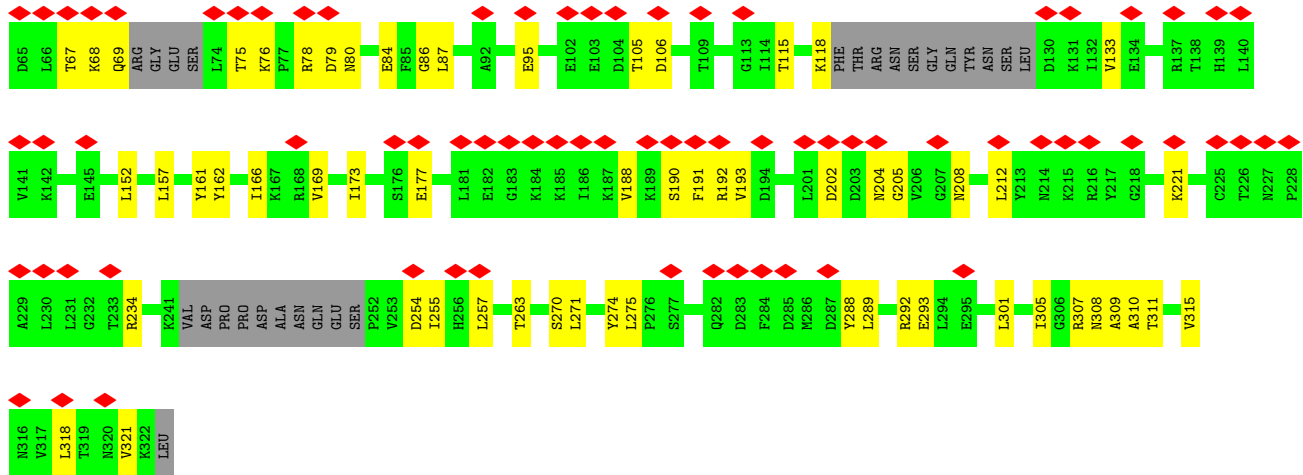 D65 L66 T67 K68 Q69 ARG GLY GLU SER L74 T75 K76 P77 R78 D79 N80 E84 F85 G86 L87 A92 E95 E102 E103 D104 T105 D106 T109 G113 I114 T115 K118 PHE THR ARG ASN SER GLY GLN TYR ASN SER LEU D130 K131 I132 V133 E134 R137 T138 H139 L140
V141 K142 E145 L152 L157 Y161 Y162 I166 K167 R168 V169 I173 S176 E177 L181 E182 G183 K184 K185 I186 K187 V188 K189 S190 F191 R192 V193 D194 L201 D202 D203 N204 G205 V206 G207 N208 L212 Y213 N214 K215 R216 Y217 G218 K221 C225 T226 N227 P228
A229 L230 L231 G232 T233 R234 K241 VAL ASP PRO PRO ASP ALA ASN GLN GLU SER P252 V253 D254 I255 H256 L257 T263 S270 L271 Y274 L275 P276 S277 Q282 D283 F284 D285 M286 D287 Y288 L289 R292 E293 L294 E295 L301 I305 G306 R307 N308 A309 A310 T311 V315
N316 V317 L318 T319 N320 V321 K322 LEU